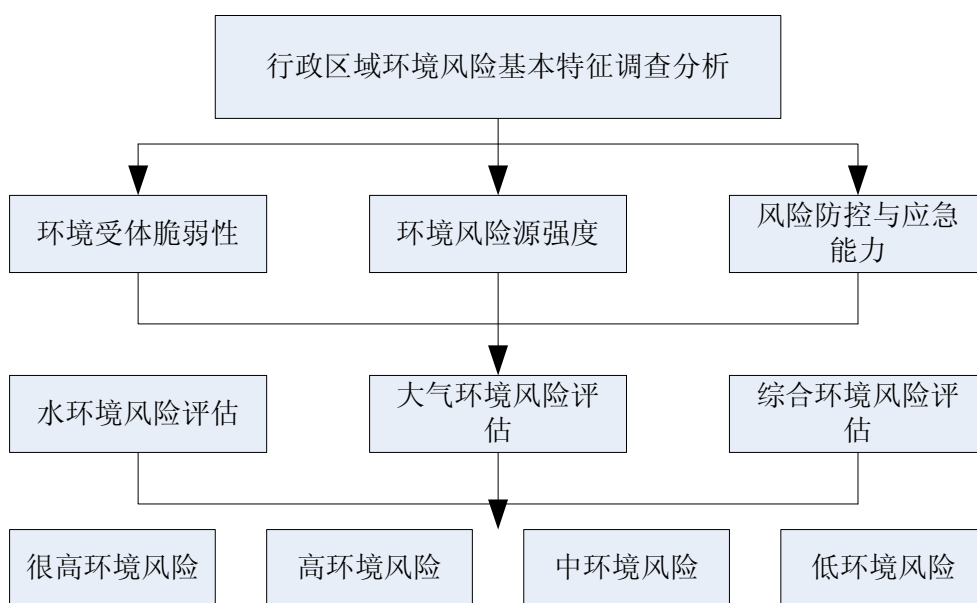 行政区域环境风险基本特征调查分析
环境受体脆弱性
环境风险源强度
风险防控与应急
能力
水环境风险评估
大气环境风险评
估
综合环境风险评
估
很高环境风险
高环境风险
中环境风险
低环境风险